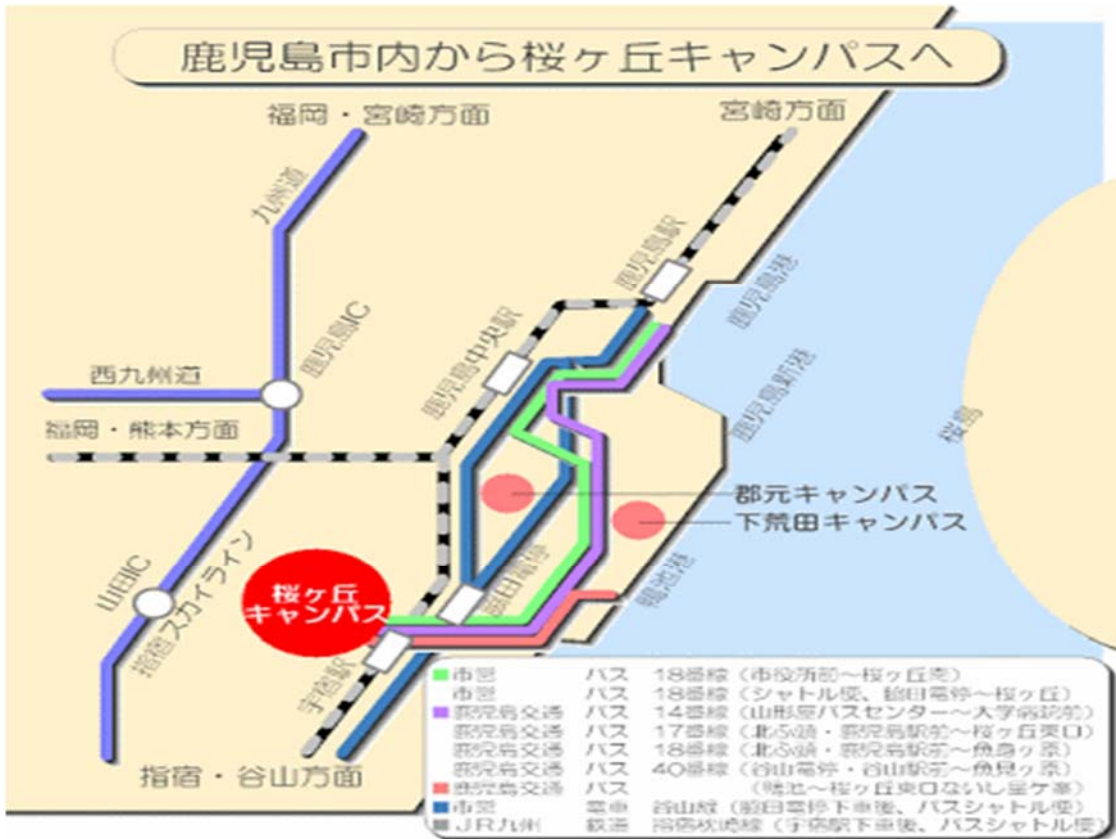 鹿児島市内から桜ヶ丘キャンパスへ
福岡・宮崎方面
宮崎方面
九州道
鹿児島駅
鹿児島港
鹿児島IC
鹿児島中央駅
西九州道
鹿児島新港
桜島
福岡・熊本方面
郡元キャンパス
下荒田キャンパス
山田IC
指宿スカイライン
桜ヶ丘
キャンパス
脇田電停
鴨池港
宇宿駅
指宿・谷山方面
市営 バス 18番線（市役所前～桜ヶ丘南）
市営 バス 18番線（シャトル便、脇田電停～桜ヶ丘）
鹿児島交通 バス 14番線（山形屋バスセンター～大学病院前）
鹿児島交通 バス 17番線（北ふ頭・鹿児島駅前～桜ヶ丘東口）
鹿児島交通 バス 18番線（北ふ頭・鹿児島駅前～魚見ヶ原）
鹿児島交通 バス 40番線（谷山電停・谷山駅前～魚見ヶ原）
鹿児島交通 バス （鴨池～桜ヶ丘東口ないし星ケ峯）
市営 電車 谷山線（脇田電停下車後、バスシャトル便）
JR九州 鉄道 指宿枕崎線（宇宿駅下車後、バスシャトル便）